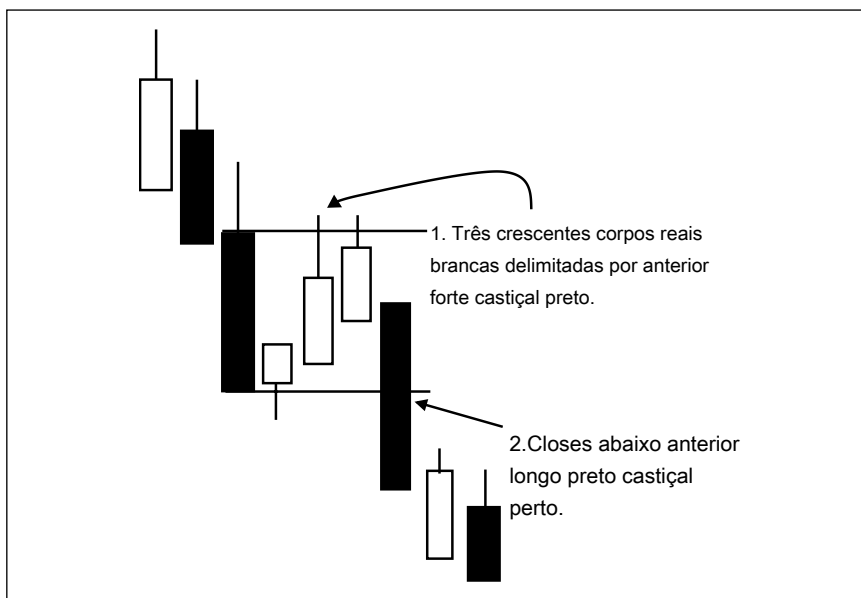 1. Três crescentes corpos reais
brancas delimitadas por anterior
forte castiçal preto.
2.Closes abaixo anterior
longo preto castiçal
perto.